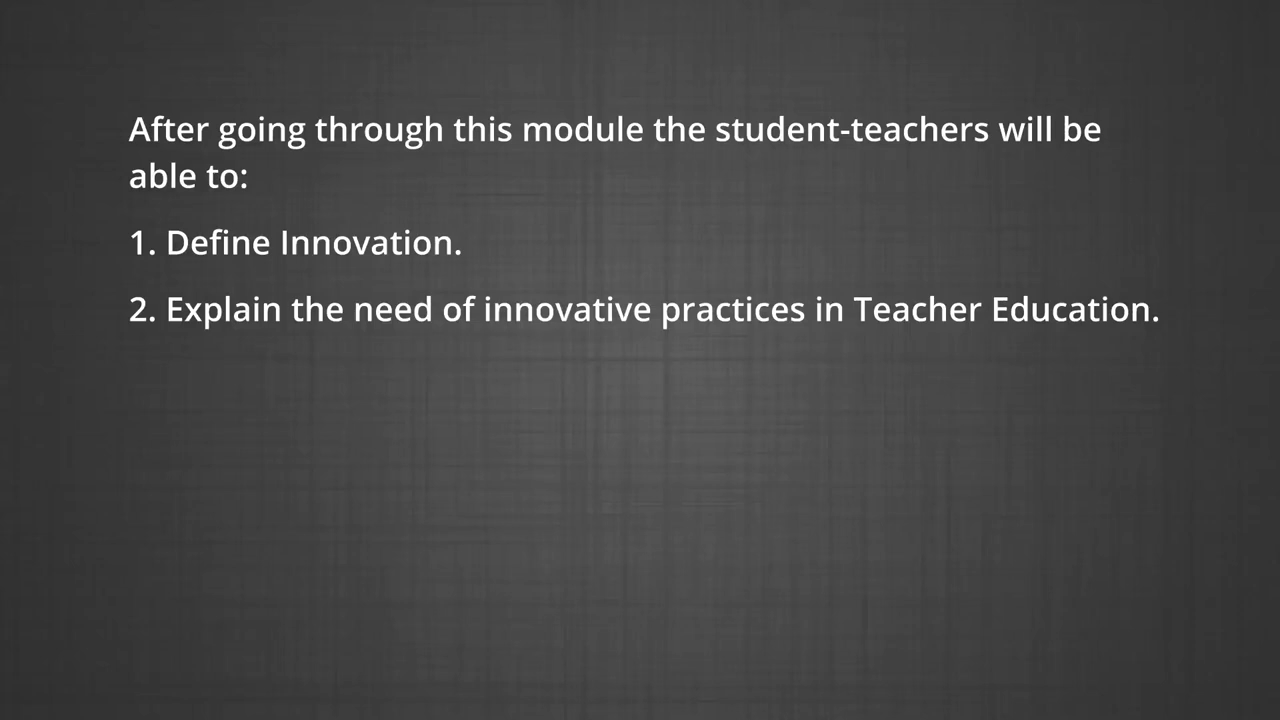 After going through this module the student-teachers will be
able to:
1. Define Innovation.
2. Explain the need of innovative practices in Teacher Education.